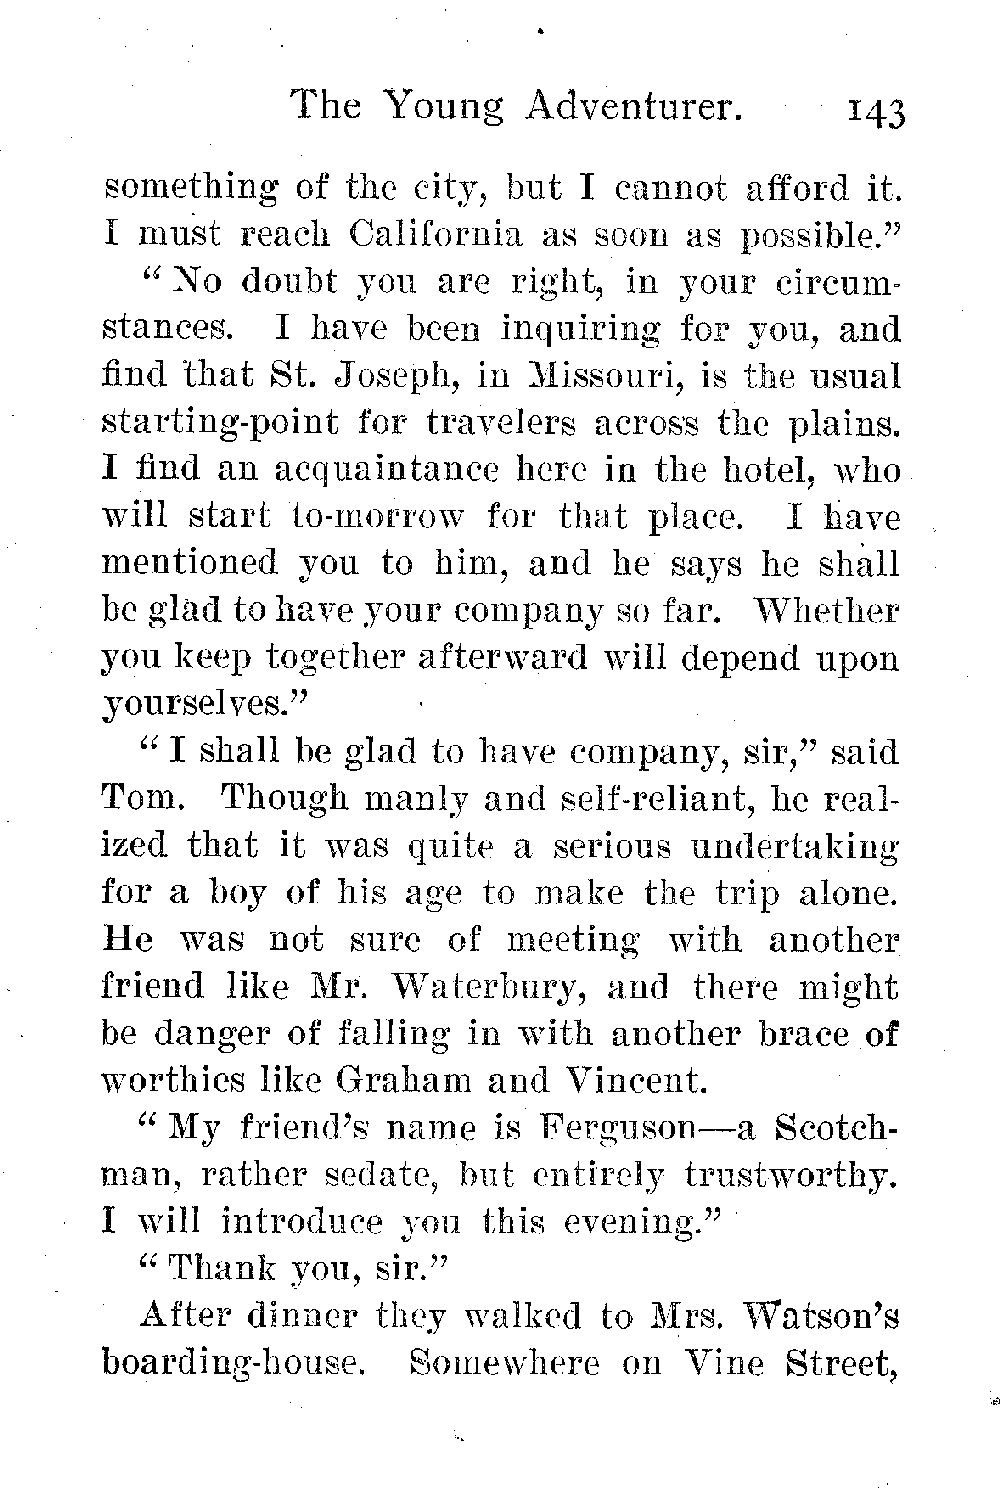 The Young Adventurer. 143
something of the city, but I cannot afford it.
I must reach California as soon as possible.”
“ No doubt you are right, in your circum-
stances. I have been inquiring for you, and
find that St. Joseph, in Missouri, is the usual
starting-point for travelers across the plains.
I find an acquaintance here in the hotel, who
will start to-morrow for that place. I have
mentioned you to him, and he says he shall
be glad to have your company so far. Whether
you keep together afterward will depend upon
yourselves.”
“ I shall be glad to have company, sir,” said
Tom. Though manly and self-reliant, he real-
ized that it was quite a serious undertaking
for a boy of his age to make the trip alone.
He was not sure of meeting with another
friend like Mr. Waterbury, and there might
be danger of falling in with another brace of
worthies like Graham and Vincent.
“ My friend’s name is Ferguson—a Scotch-
man, rather sedate, but entirely trustworthy.
I will introduce you this evening.”
“ Thank you, sir.”
After dinner they walked to Mrs. Watson’s
boarding-house. Somewhere on Vine Street,